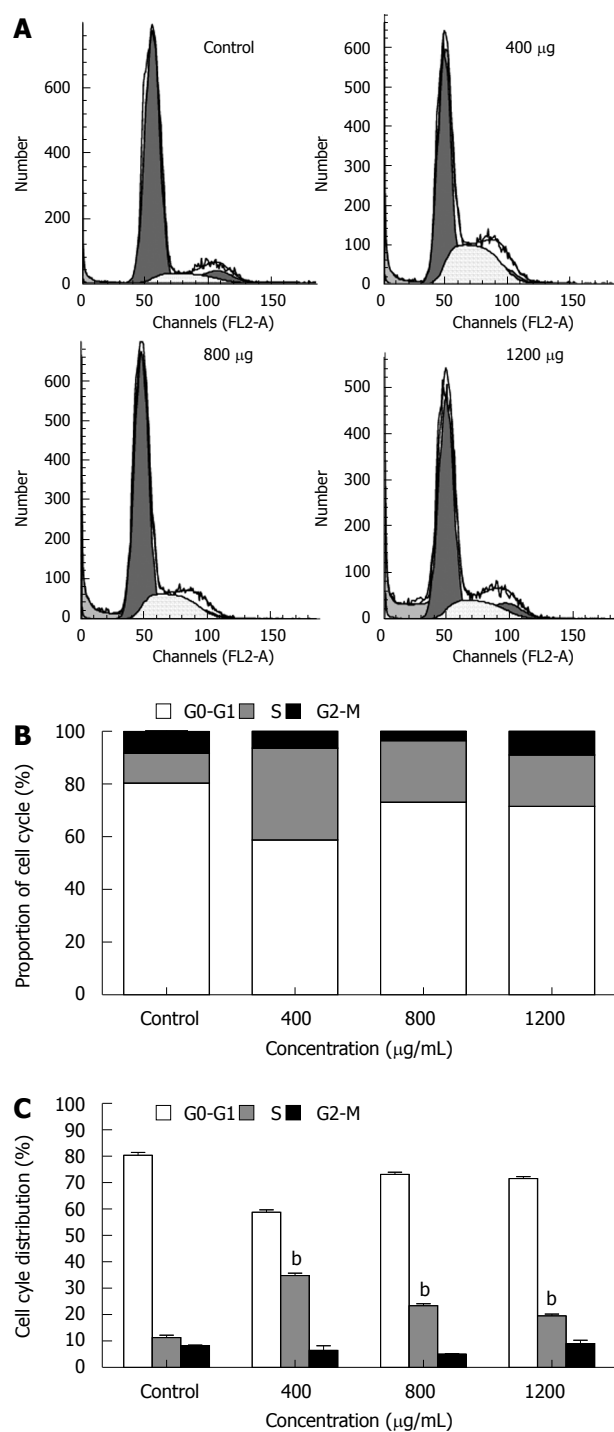 A
Control
400 μg
Number
600
400
200
0
0 50 100 150
Channels (FL2-A)
Number
600
500
400
300
200
100
0
0 50 100 150
Channels (FL2-A)
800 μg
1200 μg
Number
600
500
400
300
200
100
0
0 50 100 150
Channels (FL2-A)
Number
500
400
300
200
100
0
0 50 100 150
Channels (FL2-A)
B
G0-G1 S G2-M
Proportion of cell cycle (%)
100
80
60
40
20
0
Control 400 800 1200
Concentration (μg/mL)
C
G0-G1 S G2-M
Cell cyle distribution (%)
100
90
80
70
60
50
40
30
20
10
0
b b b
Control 400 800 1200
Concentration (μg/mL)